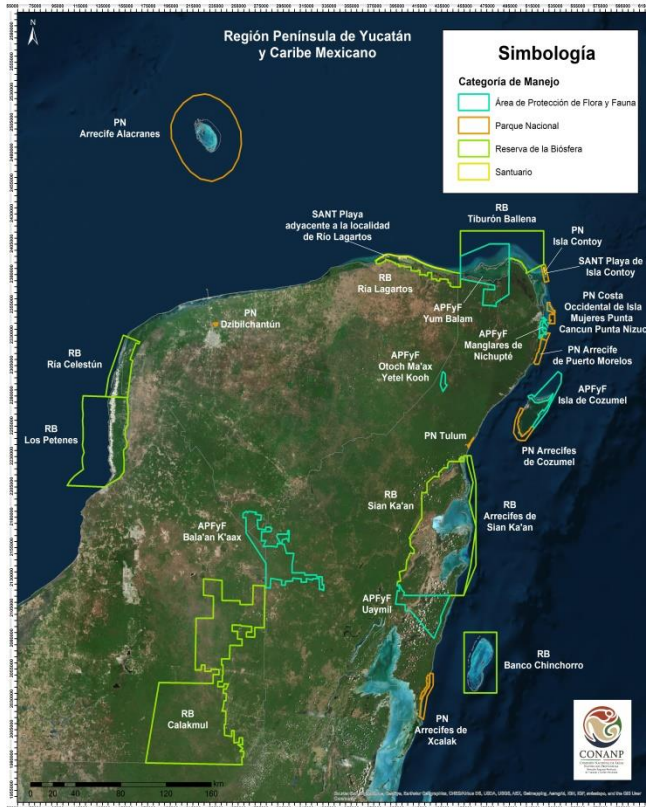 Región Península de Yucatán
y Caribe Mexicano
Simbología
Categoría de Manejo
Área de Protección de Flora y Fauna
Parque Nacional
Reserva de la Biósfera
Santuario
N
PN
Arrecife Alacranes
SANT Playa
adyacente a la localidad
de Río Lagartos
RB
Tiburón Ballena
PN
Isla Contoy
SANT Playa de
Isla Contoy
RB
Ría Lagartos
APFyF
Yum Balam
PN Costa
Occidental de Isla
Mujeres Punta
Cancun Punta Nizuc
PN
Dzibilchantún
APFyF
Manglares de
Nichupté
PN Arrecife
de Puerto Morelos
RB
Ría Celestún
APFyF
Otoch Ma'ax
Yetel Kooh
APFyF
Isla de Cozumel
RB
Los Petenes
PN Tulum
PN Arrecifes
de Cozumel
RB
Sian Ka'an
RB
Arrecifes de
Sian Ka'an
APFyF
Bala'an K'aax
APFyF
Uaymil
RB
Banco Chinchorro
RB
Calakmul
PN
Arrecifes de
Xcalak
CONANP
0 40 80 160
km